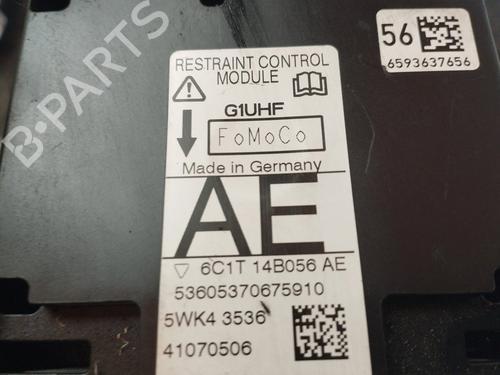 56
6593637656
RESTRAINT CONTROL
MODULE
G1UHF
FoMoCo
Made in Germany
AE
6C1T 14B056 AE
53605370675910
5WK4 3536
41070506
B-PARTS